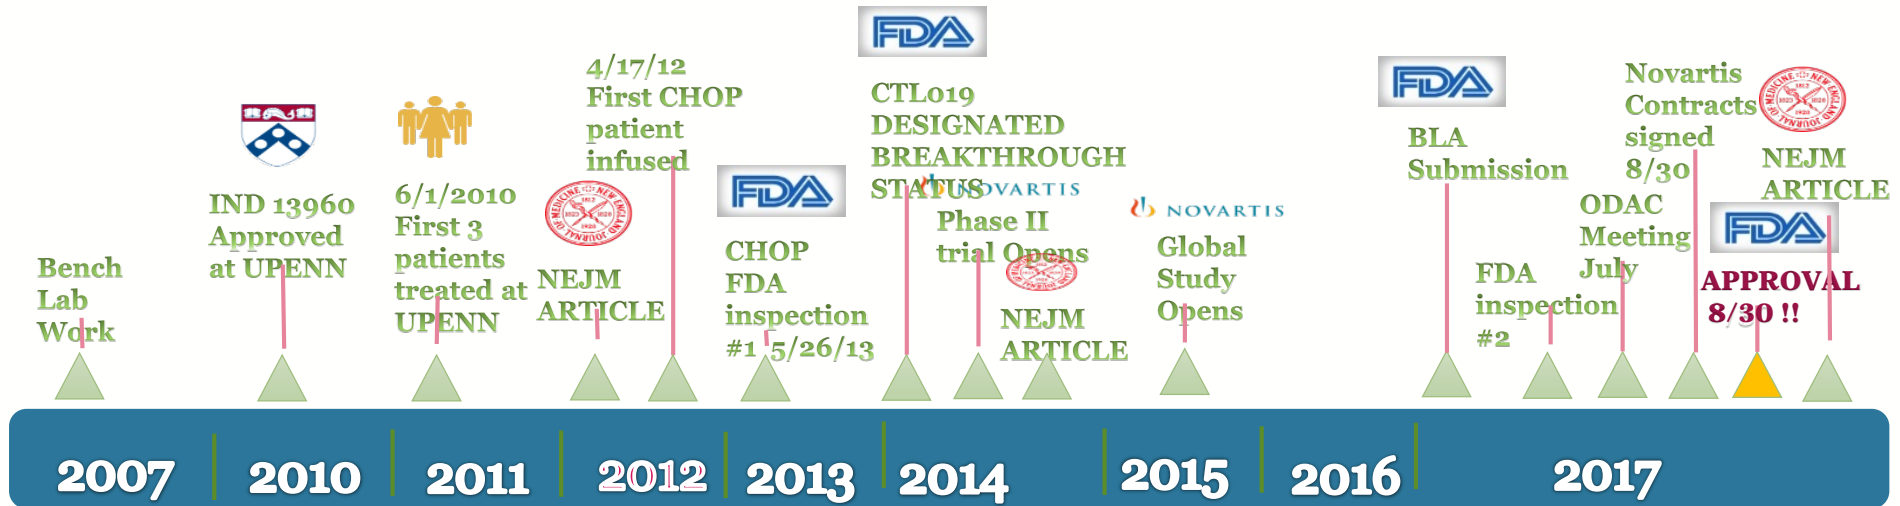 Bench
Lab
Work
IND 13960
Approved
at UPENN
6/1/2010
First 3
patients
treated at
UPENN
NEJM
ARTICLE
4/17/12
First CHOP
patient
infused
FDA
CHOP
FDA
inspection
#1 5/26/13
FDA
CTL019
DESIGNATED
BREAKTHROUGH
STATUS
NOVARTIS
Phase II
trial Opens
NEJM
ARTICLE
NOVARTIS
Global
Study
Opens
FDA
BLA
Submission
FDA
inspection
#2
ODAC
Meeting
July
Novartis
Contracts
signed
8/30
FDA
APPROVAL
8/30 !!
NEJM
ARTICLE
2007
2010
2011
2012
2013
2014
2015
2016
2017